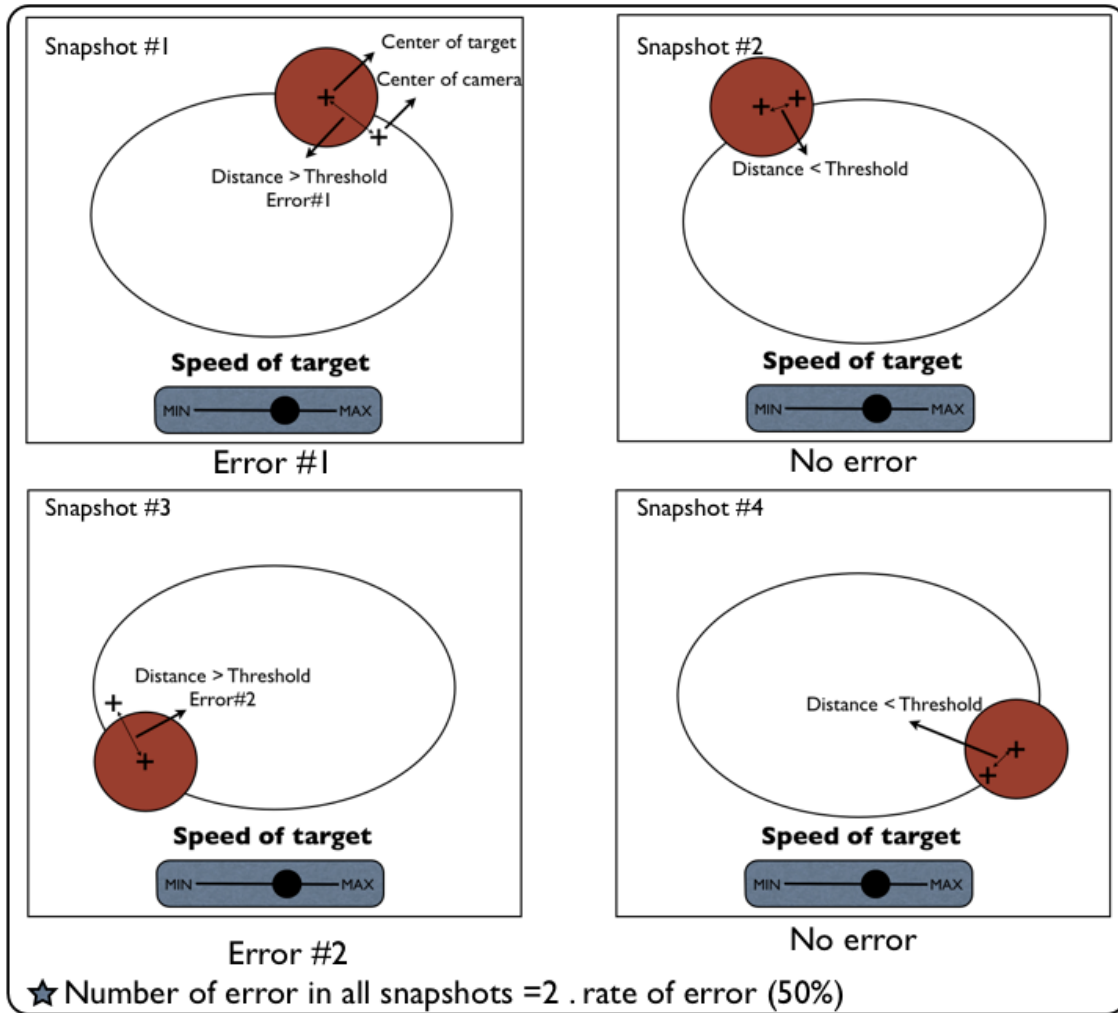 Snapshot #1
Center of target
Center of camera
Distance > Threshold
Error#1
Speed of target
MIN MAX
Error #1
Snapshot #2
Distance < Threshold
Speed of target
MIN MAX
No error
Snapshot #3
Distance > Threshold
Error#2
Speed of target
MIN MAX
Error #2
Snapshot #4
Distance < Threshold
Speed of target
MIN MAX
No error
Number of error in all snapshots =2 . rate of error (50%)